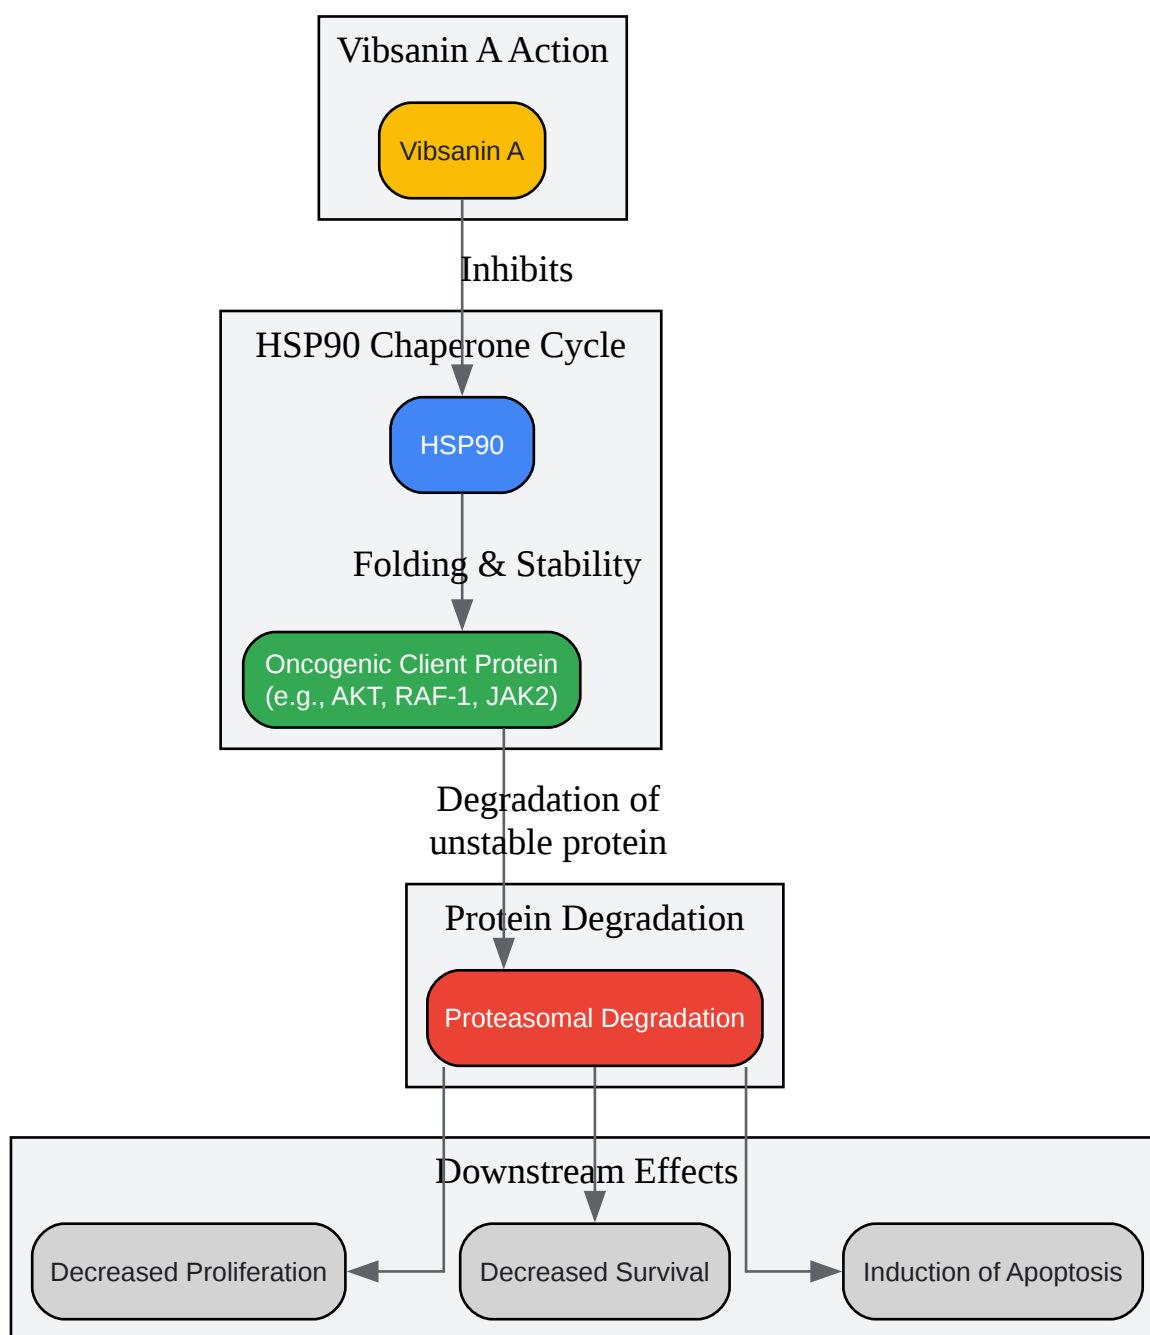 Vibsanin A Action
Vibsanin A
Inhibits
HSP90 Chaperone Cycle
HSP90
Folding & Stability
Oncogenic Client Protein
(e.g., AKT, RAF-1, JAK2)
Degradation of
unstable protein
Protein Degradation
Proteasomal Degradation
Downstream Effects
Decreased Proliferation
Decreased Survival
Induction of Apoptosis